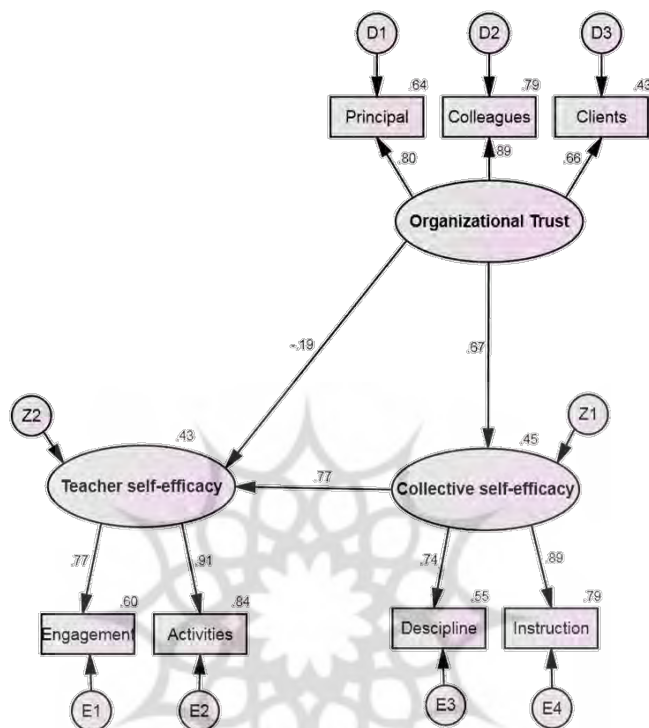 D1
D2
D3
.64
.79
.43
Principal
Colleagues
Clients
.80
.89
.66
Organizational Trust
-.19
.67
Z2
Z1
.43
.45
Teacher self-efficacy
.77
Collective self-efficacy
.77
.91
.74
.89
.60
.84
.55
.79
Engagement
Activities
Descipline
Instruction
E1
E2
E3
E4